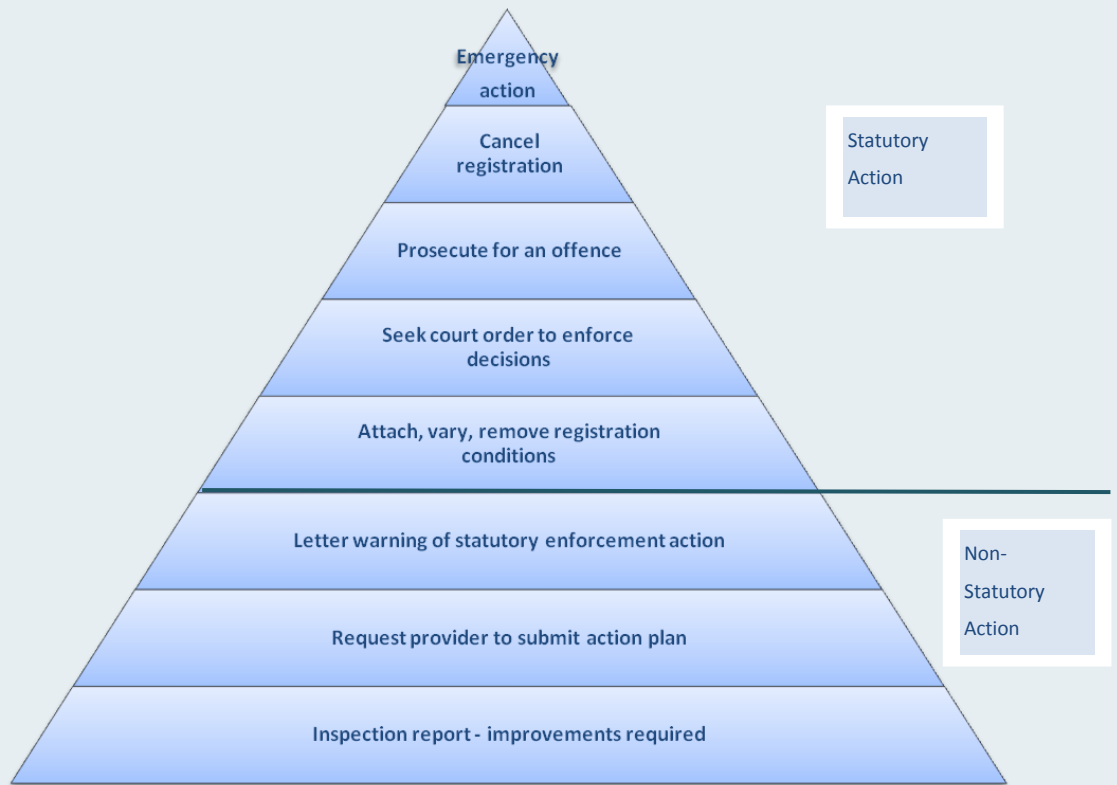 Emergency
action
Cancel
registration
Statutory
Action
Prosecute for an offence
Seek court order to enforce
decisions
Attach, vary, remove registration
conditions
Letter warning of statutory enforcement action
Non-
Statutory
Action
Request provider to submit action plan
Inspection report - improvements required